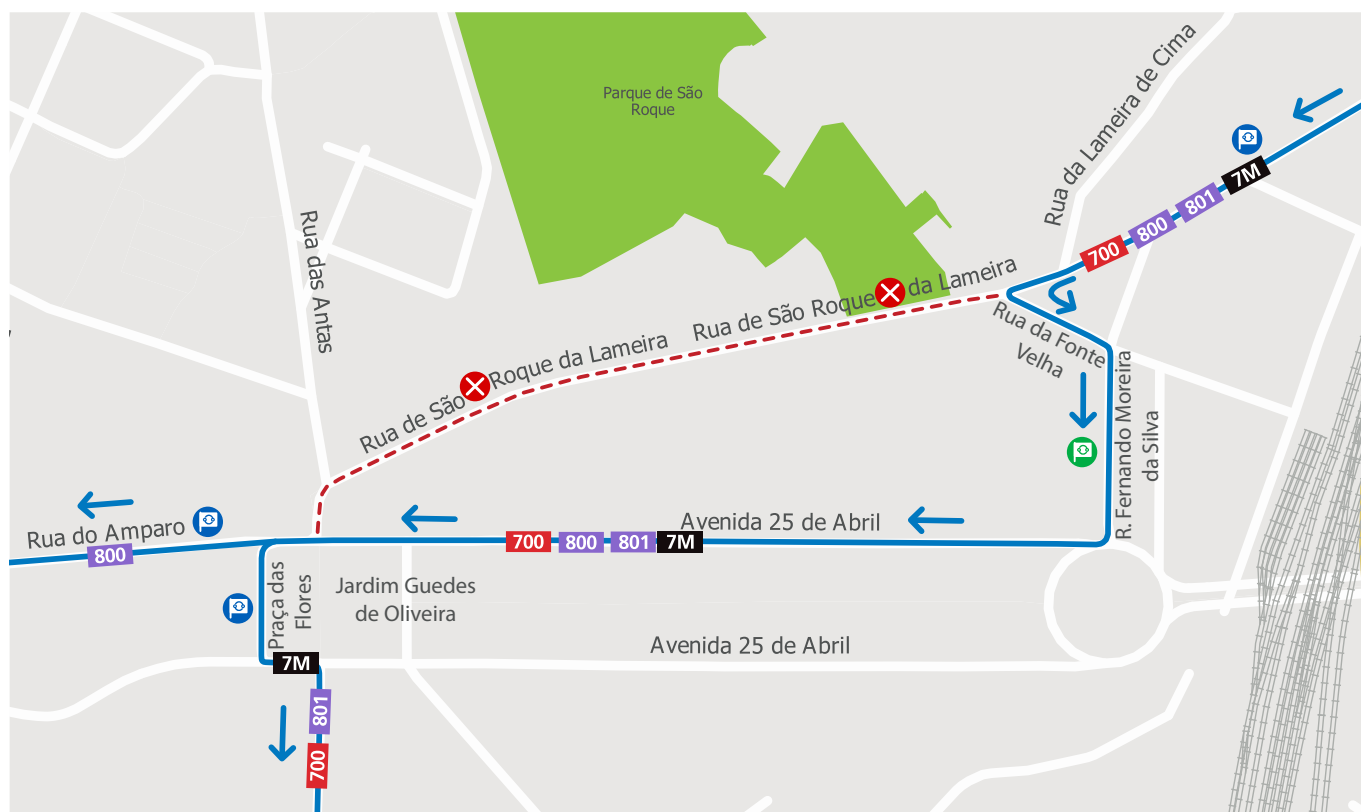 Parque de São
Roque
Rua da Lameira de Cima
7M
801
800
700
Rua das Antas
Rua de São Roque da Lameira
Rua de São Roque da Lameira
Rua da Fonte
Velha
R. Fernando Moreira
da Silva
Avenida 25 de Abril
700
800
801
7M
Rua do Amparo
800
Praça das
Flores
Jardim Guedes
de Oliveira
Avenida 25 de Abril
7M
801
700